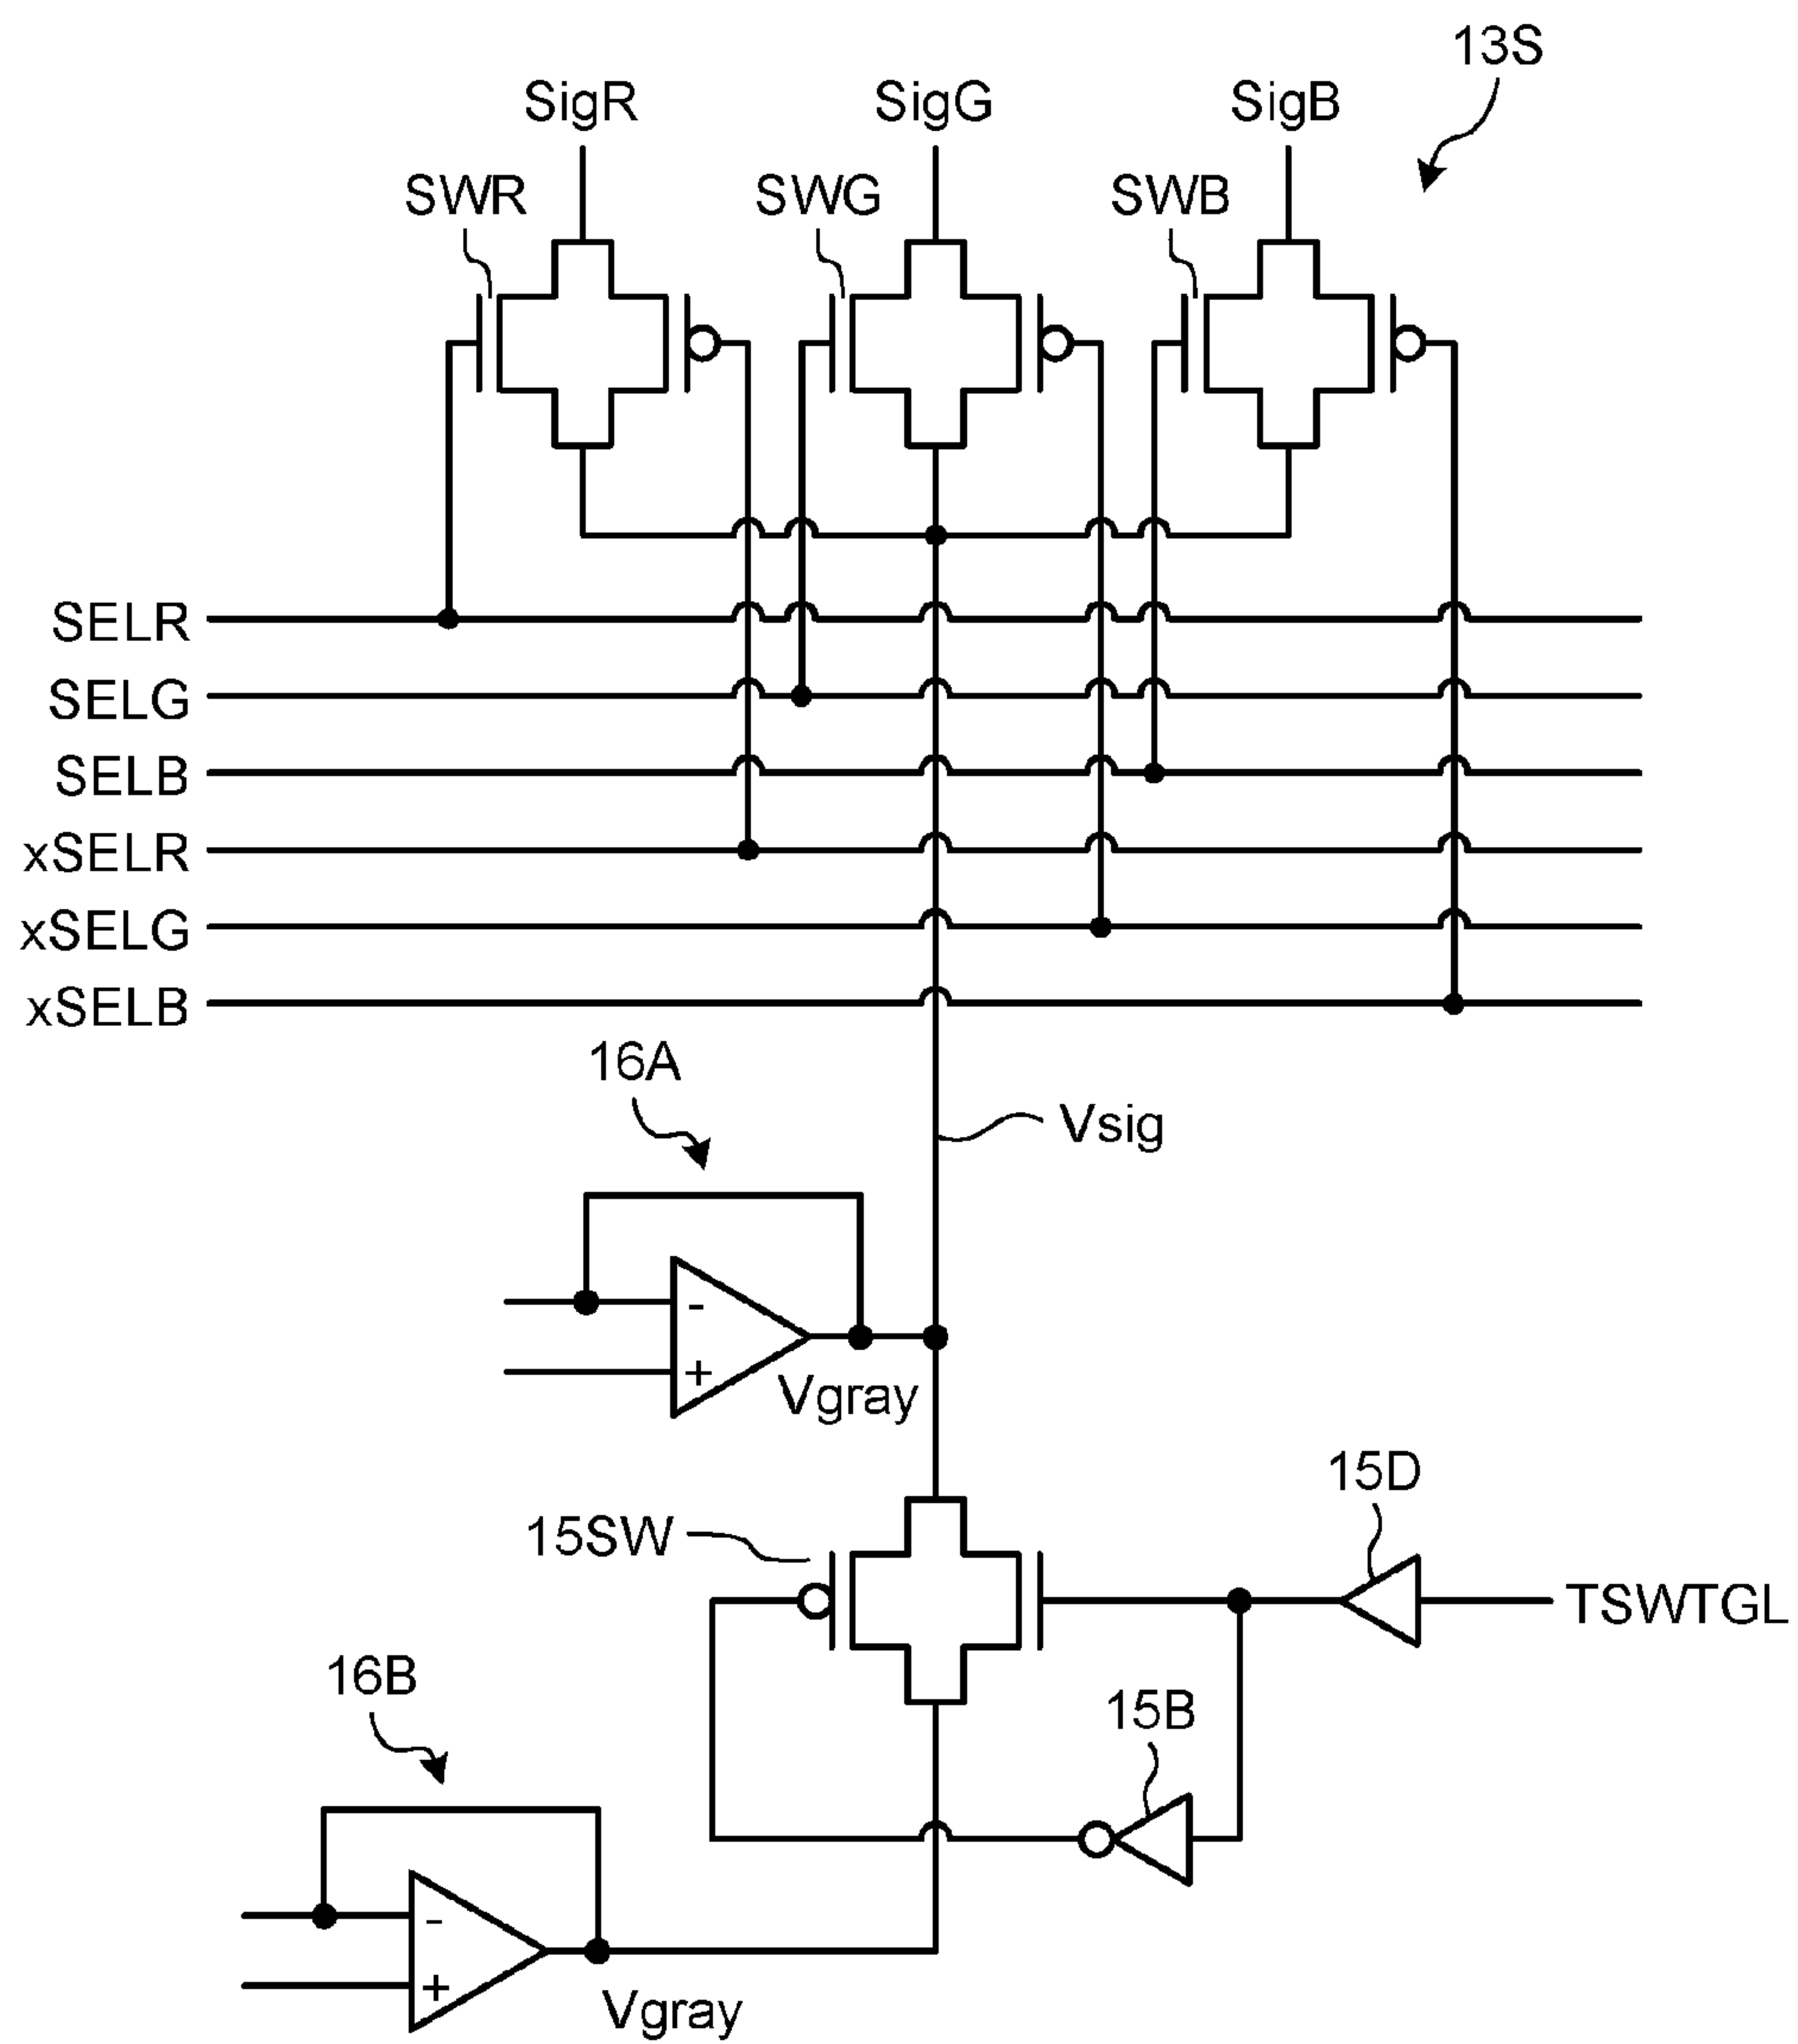 13S
SigR
SigG
SigB
SWR
SWG
SWB
SELR
SELG
SELB
xSELR
xSELG
xSELB
16A
Vsig
-
+
Vgray
15D
15SW
TSWTGL
16B
15B
-
+
Vgray